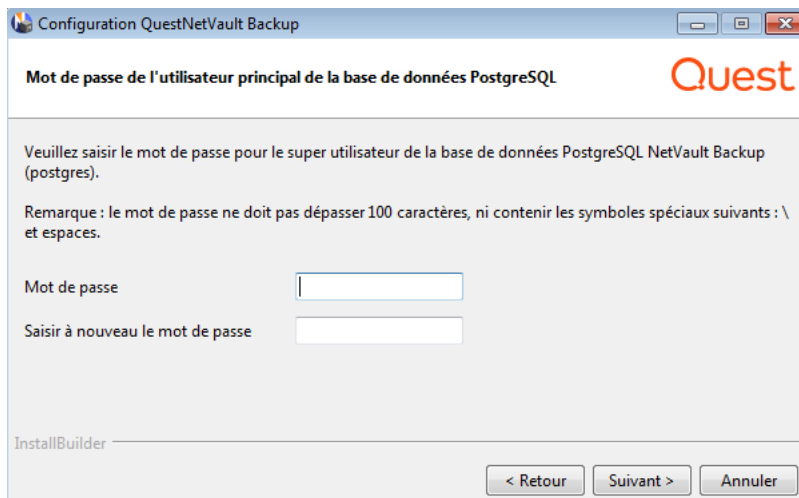 Configuration QuestNetVault Backup
Mot de passe de l'utilisateur principal de la base de données PostgreSQL
Quest
Veuillez saisir le mot de passe pour le super utilisateur de la base de données PostgreSQL NetVault Backup
(postgres).
Remarque : le mot de passe ne doit pas dépasser 100 caractères, ni contenir les symboles spéciaux suivants : \
et espaces.
Mot de passe
Saisir à nouveau le mot de passe
InstallBuilder
< Retour
Suivant >
Annuler